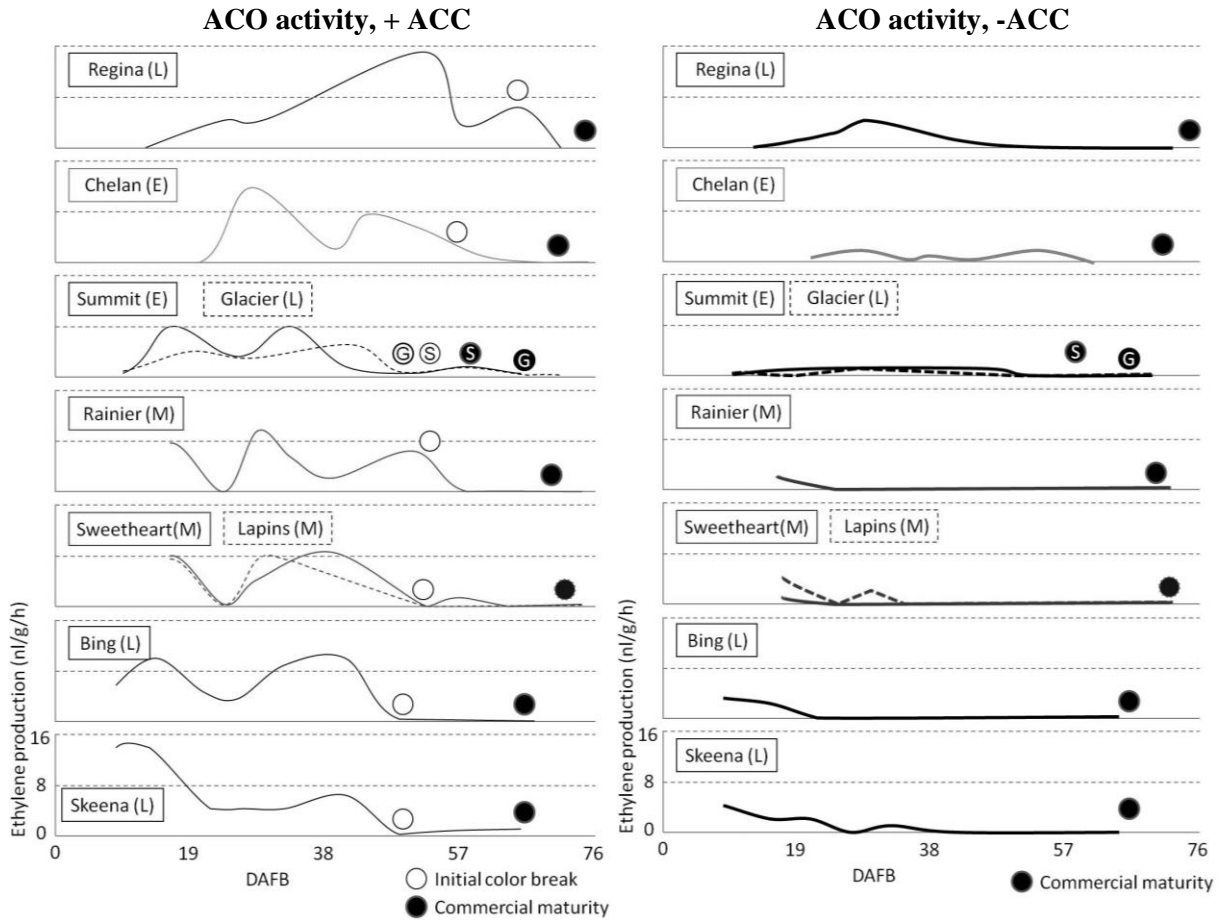 ACO activity, + ACC
Regina (L)
Chelan (E)
Summit (E) Glacier (L)
G S S G
Rainier (M)
Sweetheart(M) Lapins (M)
Bing (L)
16
8
Skeena (L)
0
Ethylene production (nl/g/h)
0 19 38 57 76
DAFB
Initial color break
Commercial maturity
ACO activity, -ACC
Regina (L)
Chelan (E)
Summit (E) Glacier (L)
S G
Rainier (M)
Sweetheart(M) Lapins (M)
Bing (L)
16
Skeena (L)
8
0
Ethylene production (nl/g/h)
0 19 38 57 76
DAFB
Commercial maturity